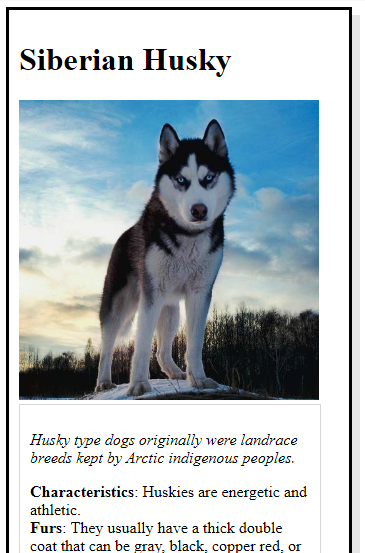 Siberian Husky
Husky type dogs originally were landrace
breeds kept by Arctic indigenous peoples.
Characteristics: Huskies are energetic and
athletic.
Furs: They usually have a thick double
coat that can be gray, black, copper red, or